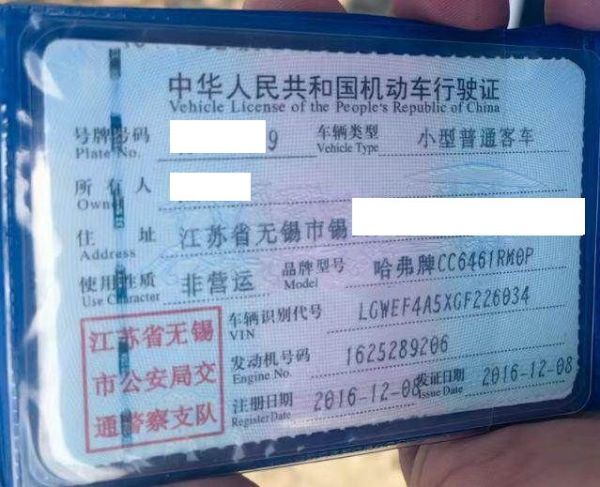 中华人民共和国机动车行驶证
Vehicle License of the People's Republic of China
号牌号码 9 车辆类型 小型普通客车
Plate No. Vehicle Type
所有人
Owner
住址 江苏省无锡市锡
Address
使用性质 非营运 品牌型号 哈弗牌CC6461RM0P
Use Character Model
车辆识别代号 LGWEF4A5XGF226034
VIN
发动机号码 1625289206
Engine No.
注册日期 2016-12-08 发证日期 2016-12-08
Register Date Issue Date
江苏省无锡
市公安局交
通警察支队